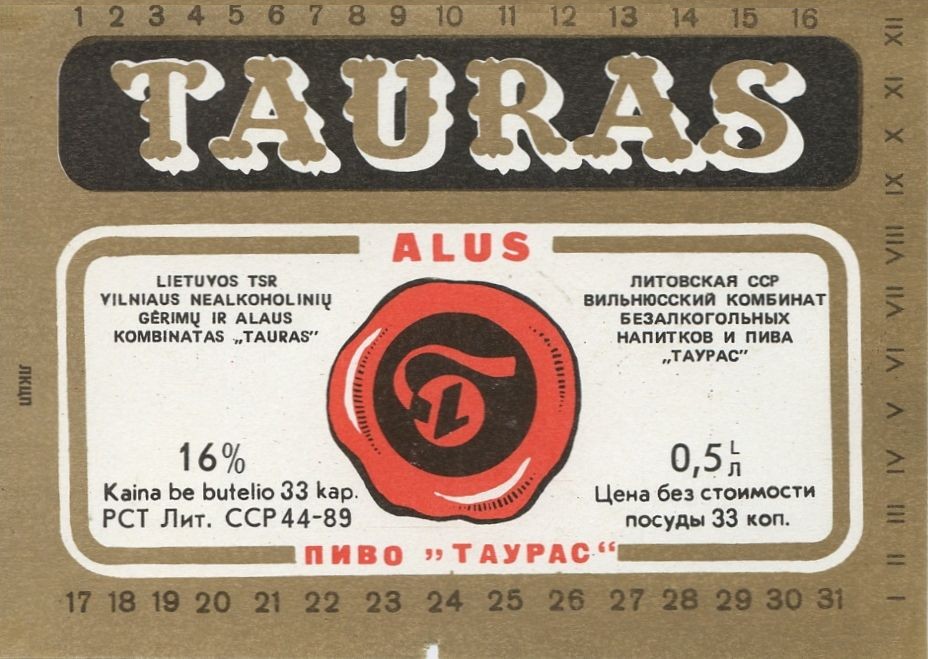 1 2 3 4 5 6 7 8 9 10 11 12 13 14 15 16
TAURAS
ALUS
LIETUVOS TSR
VILNIAUS NEALKOHOLINIŲ
GĖRIMŲ IR ALAUS
KOMBINATAS „TAURAS”
ЛИТОВСКАЯ ССР
ВИЛЬНЮССКИЙ КОМБИНАТ
БЕЗАЛКОГОЛЬНЫХ
НАПИТКОВ И ПИВА
„ТАУРАС”
16%
Kaina be butelio 33 kap.
РСТ Лит. ССР 44-89
0,5 L
Л
Цена без стоимости
посуды 33 коп.
ПИВО „ТАУРАС“
17 18 19 20 21 22 23 24 25 26 27 28 29 30 31
I II III IV V VI VII VIII IX X XI XII
ЛКЦП